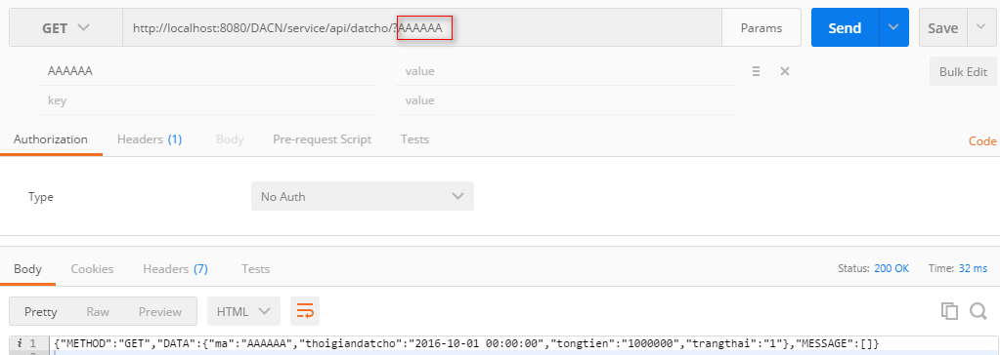 GET http://localhost:8080/DACN/service/api/datcho/?AAAAAA Params Send Save
AAAAAA value Bulk Edit
key value
Authorization Headers (1) Body Pre-request Script Tests Code
Type No Auth
Body Cookies Headers (7) Tests Status: 200 OK Time: 32 ms
Pretty Raw Preview HTML
i 1 {"METHOD":"GET","DATA":{"ma":"AAAAAA","thoigiandatcho":"2016-10-01 00:00:00","tongtien":"1000000","trangthai":"1"},"MESSAGE":[]}